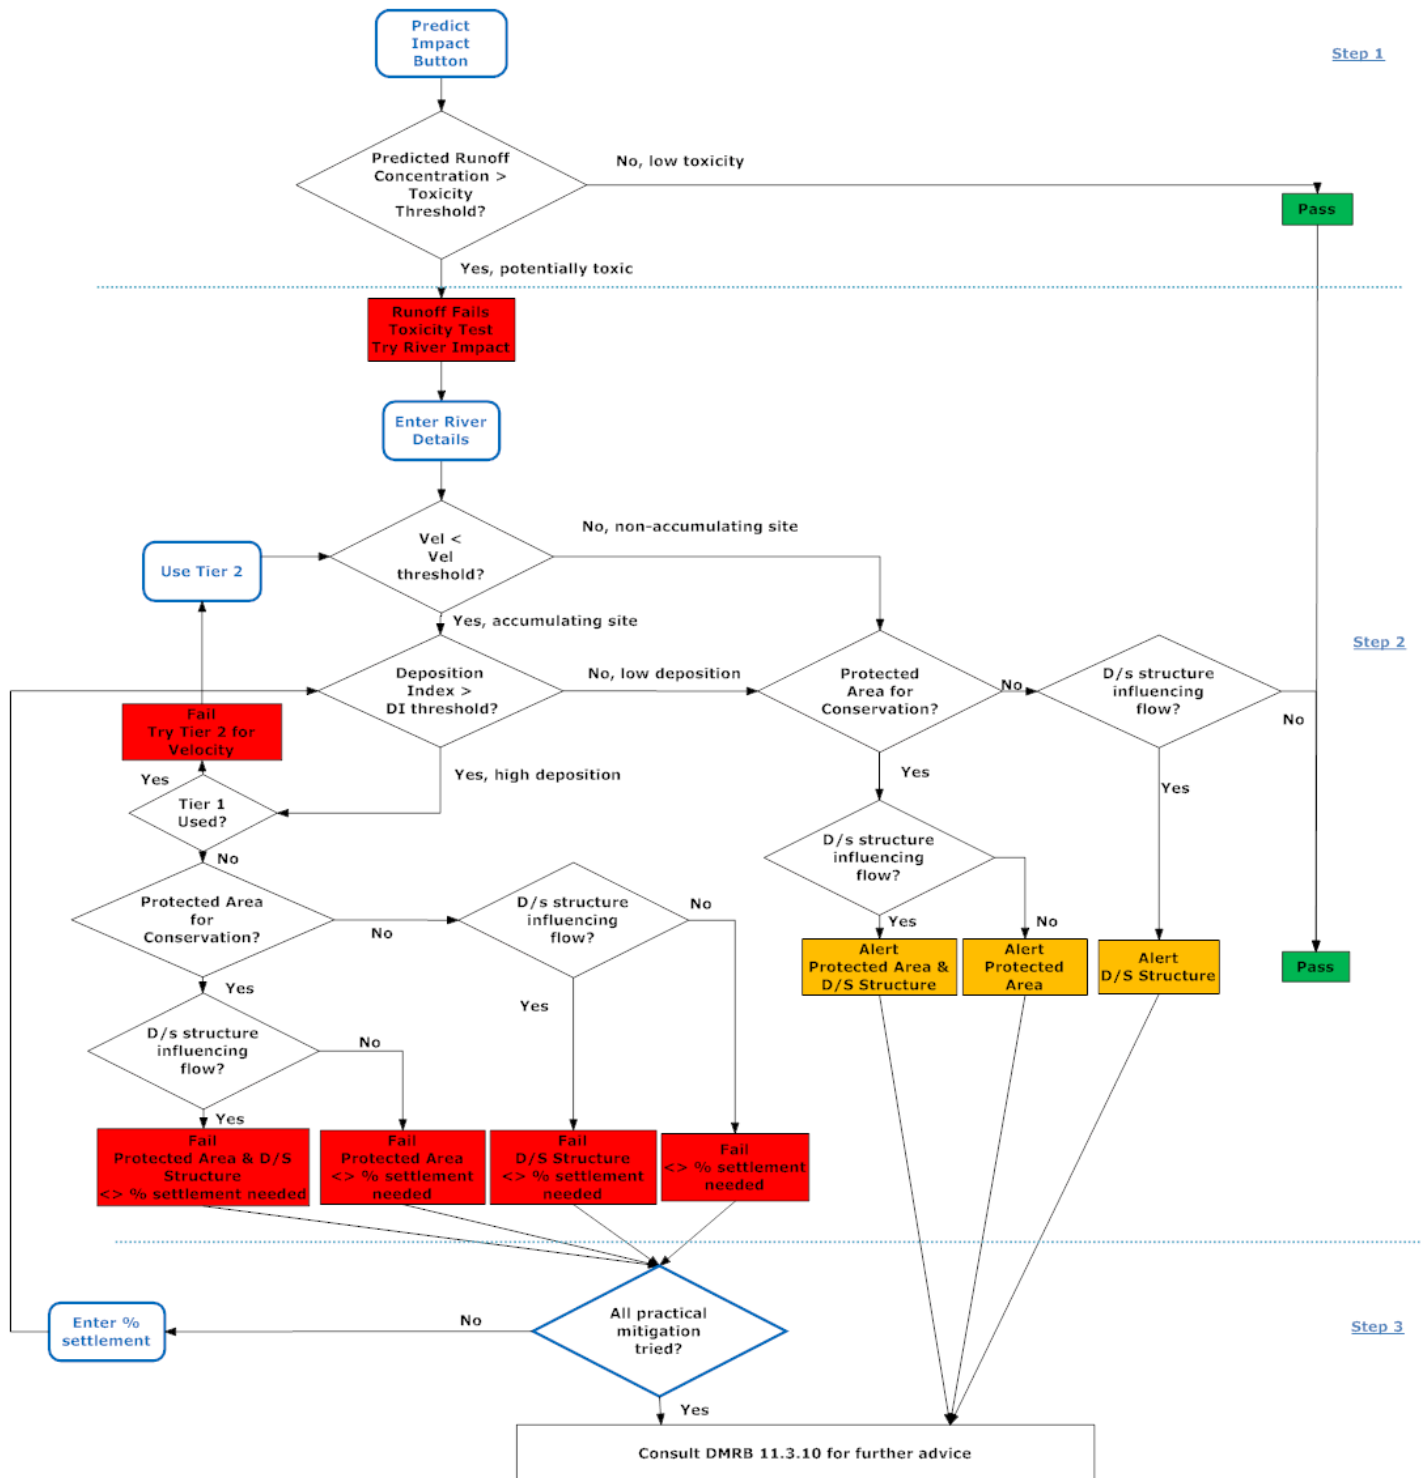 Predict
Impact
Button
Step 1
Predicted Runoff
Concentration >
Toxicity
Threshold?
No, low toxicity
Pass
Yes, potentially toxic
Runoff Fails
Toxicity Test
Try River Impact
Enter River
Details
Vel <
Vel
threshold?
No, non-accumulating site
Use Tier 2
Yes, accumulating site
Step 2
Deposition
Index >
DI threshold?
No, low deposition
Protected
Area for
Conservation?
No
D/s structure
influencing
flow?
No
Fail
Try Tier 2 for
Velocity
Yes, high deposition
Yes
Tier 1
Used?
No
Yes
Yes
D/s structure
influencing
flow?
Yes
No
Protected Area
for
Conservation?
No
D/s structure
influencing
flow?
No
Yes
Alert
Protected Area &
D/S Structure
Alert
Protected
Area
Alert
D/S Structure
Pass
Yes
D/s structure
influencing
flow?
No
Yes
Fail
Protected Area & D/S
Structure
<> % settlement needed
Fail
Protected Area
<> % settlement
needed
Fail
D/S Structure
<> % settlement
needed
Fail
<> % settlement
needed
All practical
mitigation
tried?
No
Enter %
settlement
Step 3
Yes
Consult DMRB 11.3.10 for further advice